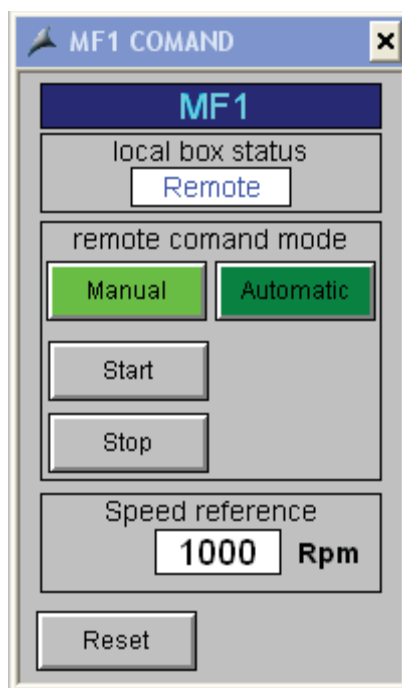 MF1 COMAND
MF1
local box status
Remote
remote comand mode
Manual Automatic
Start
Stop
Speed reference
1000 Rpm
Reset